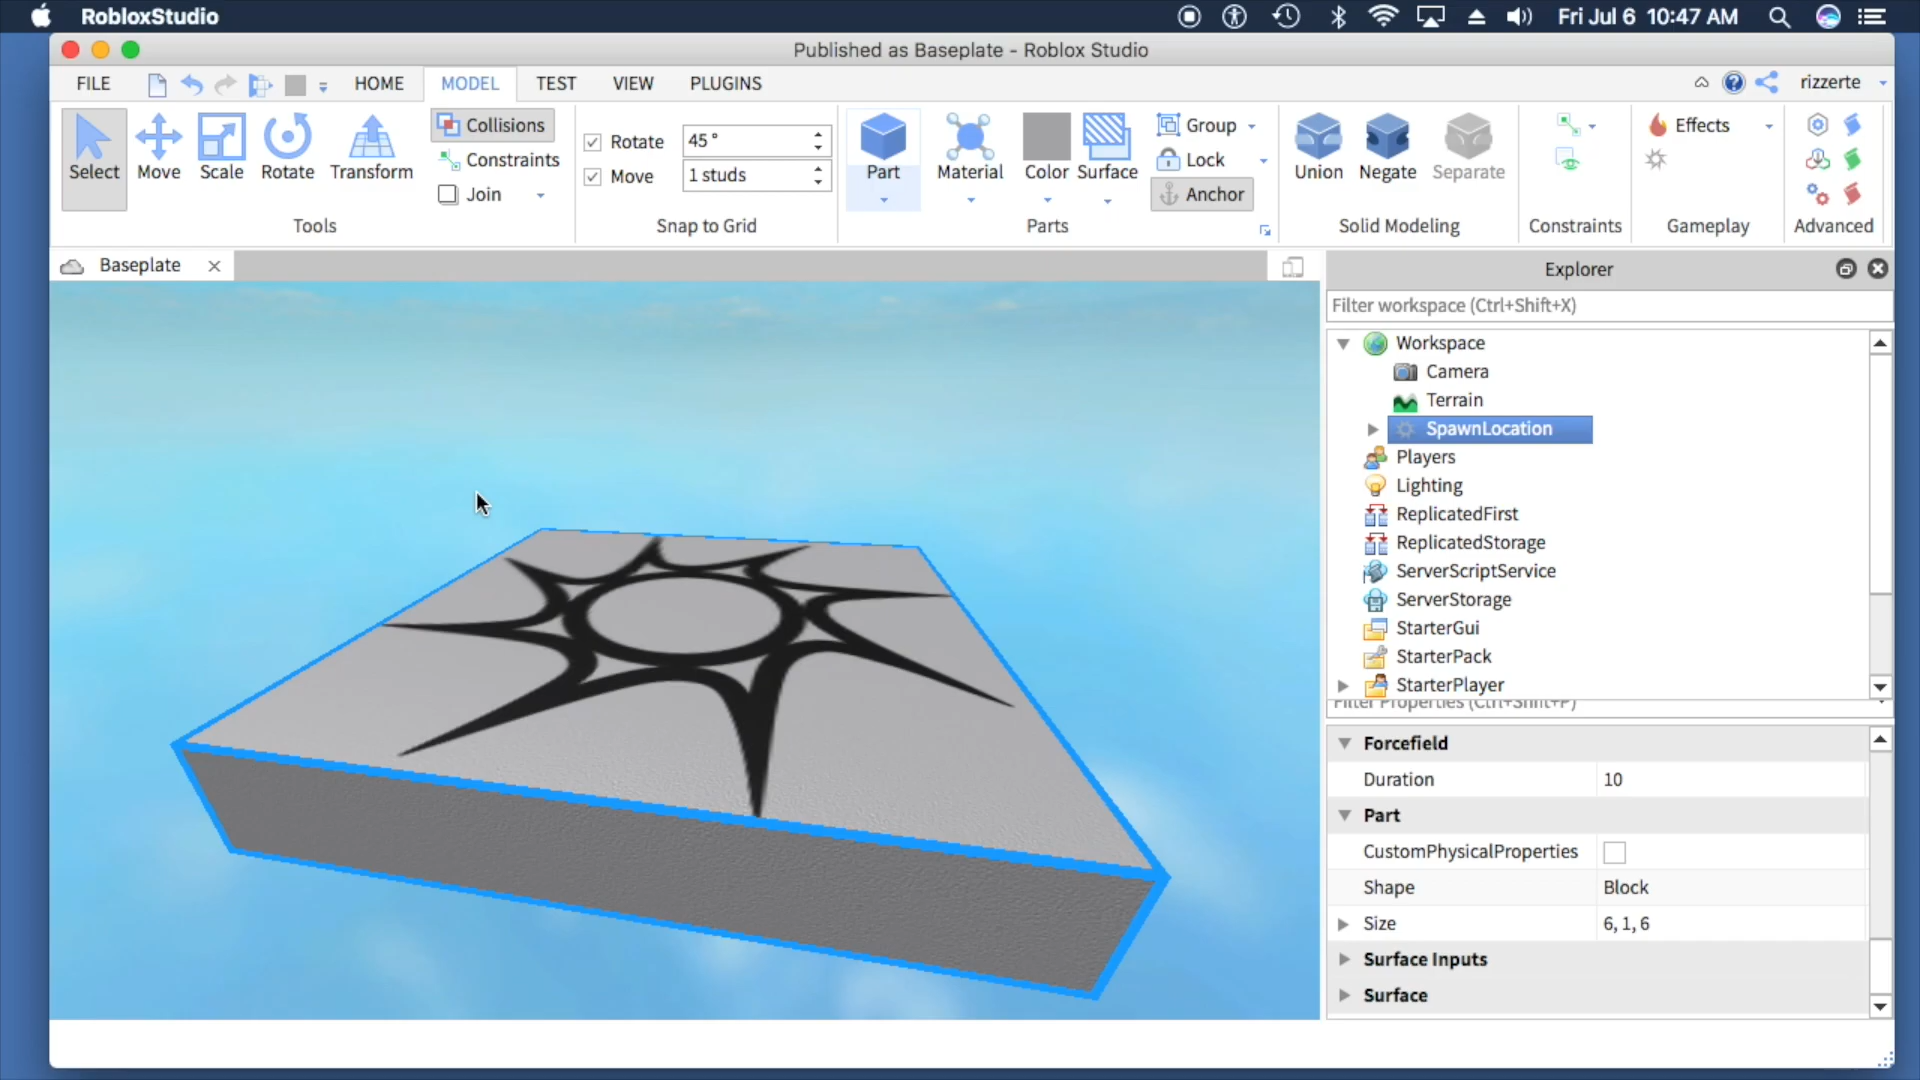 RobloxStudio
Fri Jul 6 10:47 AM
Published as Baseplate - Roblox Studio
FILE
HOME
MODEL
TEST
VIEW
PLUGINS
rizzerte
Select
Move
Scale
Rotate
Transform
Collisions
Constraints
Join
Tools
Rotate 45 °
Move 1 studs
Snap to Grid
Part
Material
Color
Surface
Group
Lock
Anchor
Parts
Union
Negate
Separate
Solid Modeling
Constraints
Effects
Gameplay
Advanced
Baseplate
Explorer
Filter workspace (Ctrl+Shift+X)
Workspace
Camera
Terrain
SpawnLocation
Players
Lighting
ReplicatedFirst
ReplicatedStorage
ServerScriptService
ServerStorage
StarterGui
StarterPack
StarterPlayer
Filter Properties (Ctrl+Shift+P)
Forcefield
Duration 10
Part
CustomPhysicalProperties
Shape Block
Size 6, 1, 6
Surface Inputs
Surface